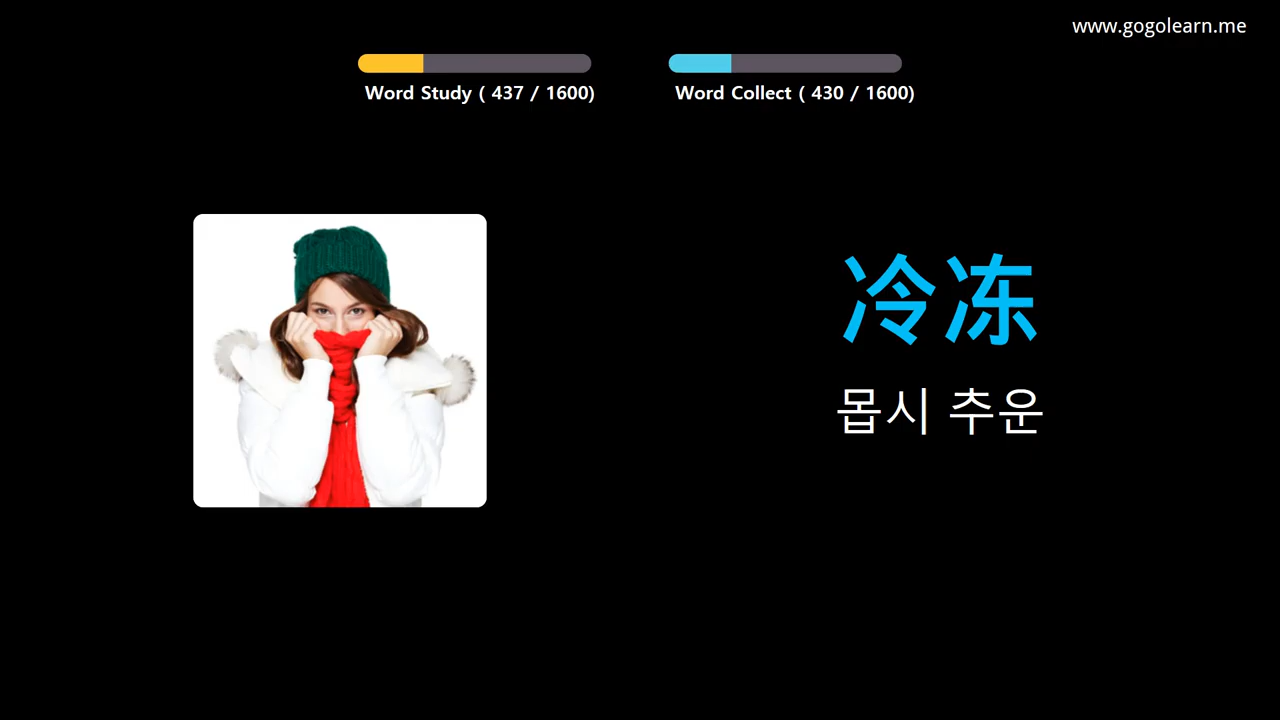 www.gogolearn.me
Word Study ( 437 / 1600)
Word Collect ( 430 / 1600)
冷冻
몹시 추운